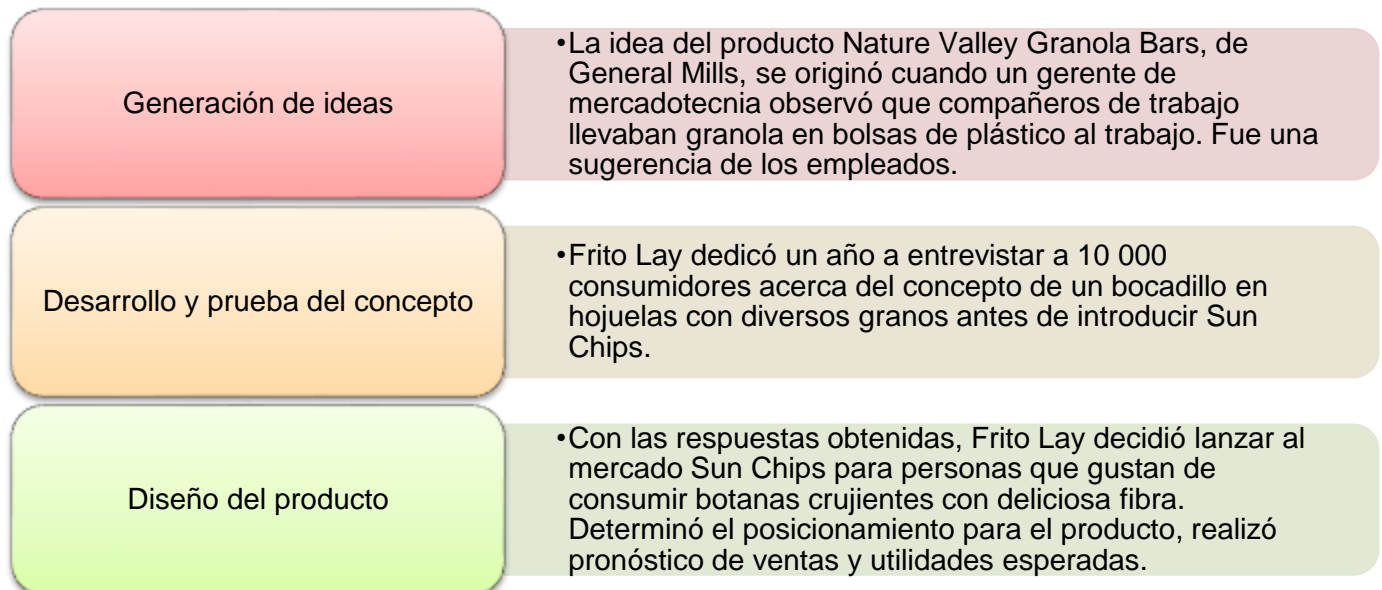 Generación de ideas
•La idea del producto Nature Valley Granola Bars, de
General Mills, se originó cuando un gerente de
mercadotecnia observó que compañeros de trabajo
llevaban granola en bolsas de plástico al trabajo. Fue una
sugerencia de los empleados.
Desarrollo y prueba del concepto
•Frito Lay dedicó un año a entrevistar a 10 000
consumidores acerca del concepto de un bocadillo en
hojuelas con diversos granos antes de introducir Sun
Chips.
Diseño del producto
•Con las respuestas obtenidas, Frito Lay decidió lanzar al
mercado Sun Chips para personas que gustan de
consumir botanas crujientes con deliciosa fibra.
Determinó el posicionamiento para el producto, realizó
pronóstico de ventas y utilidades esperadas.